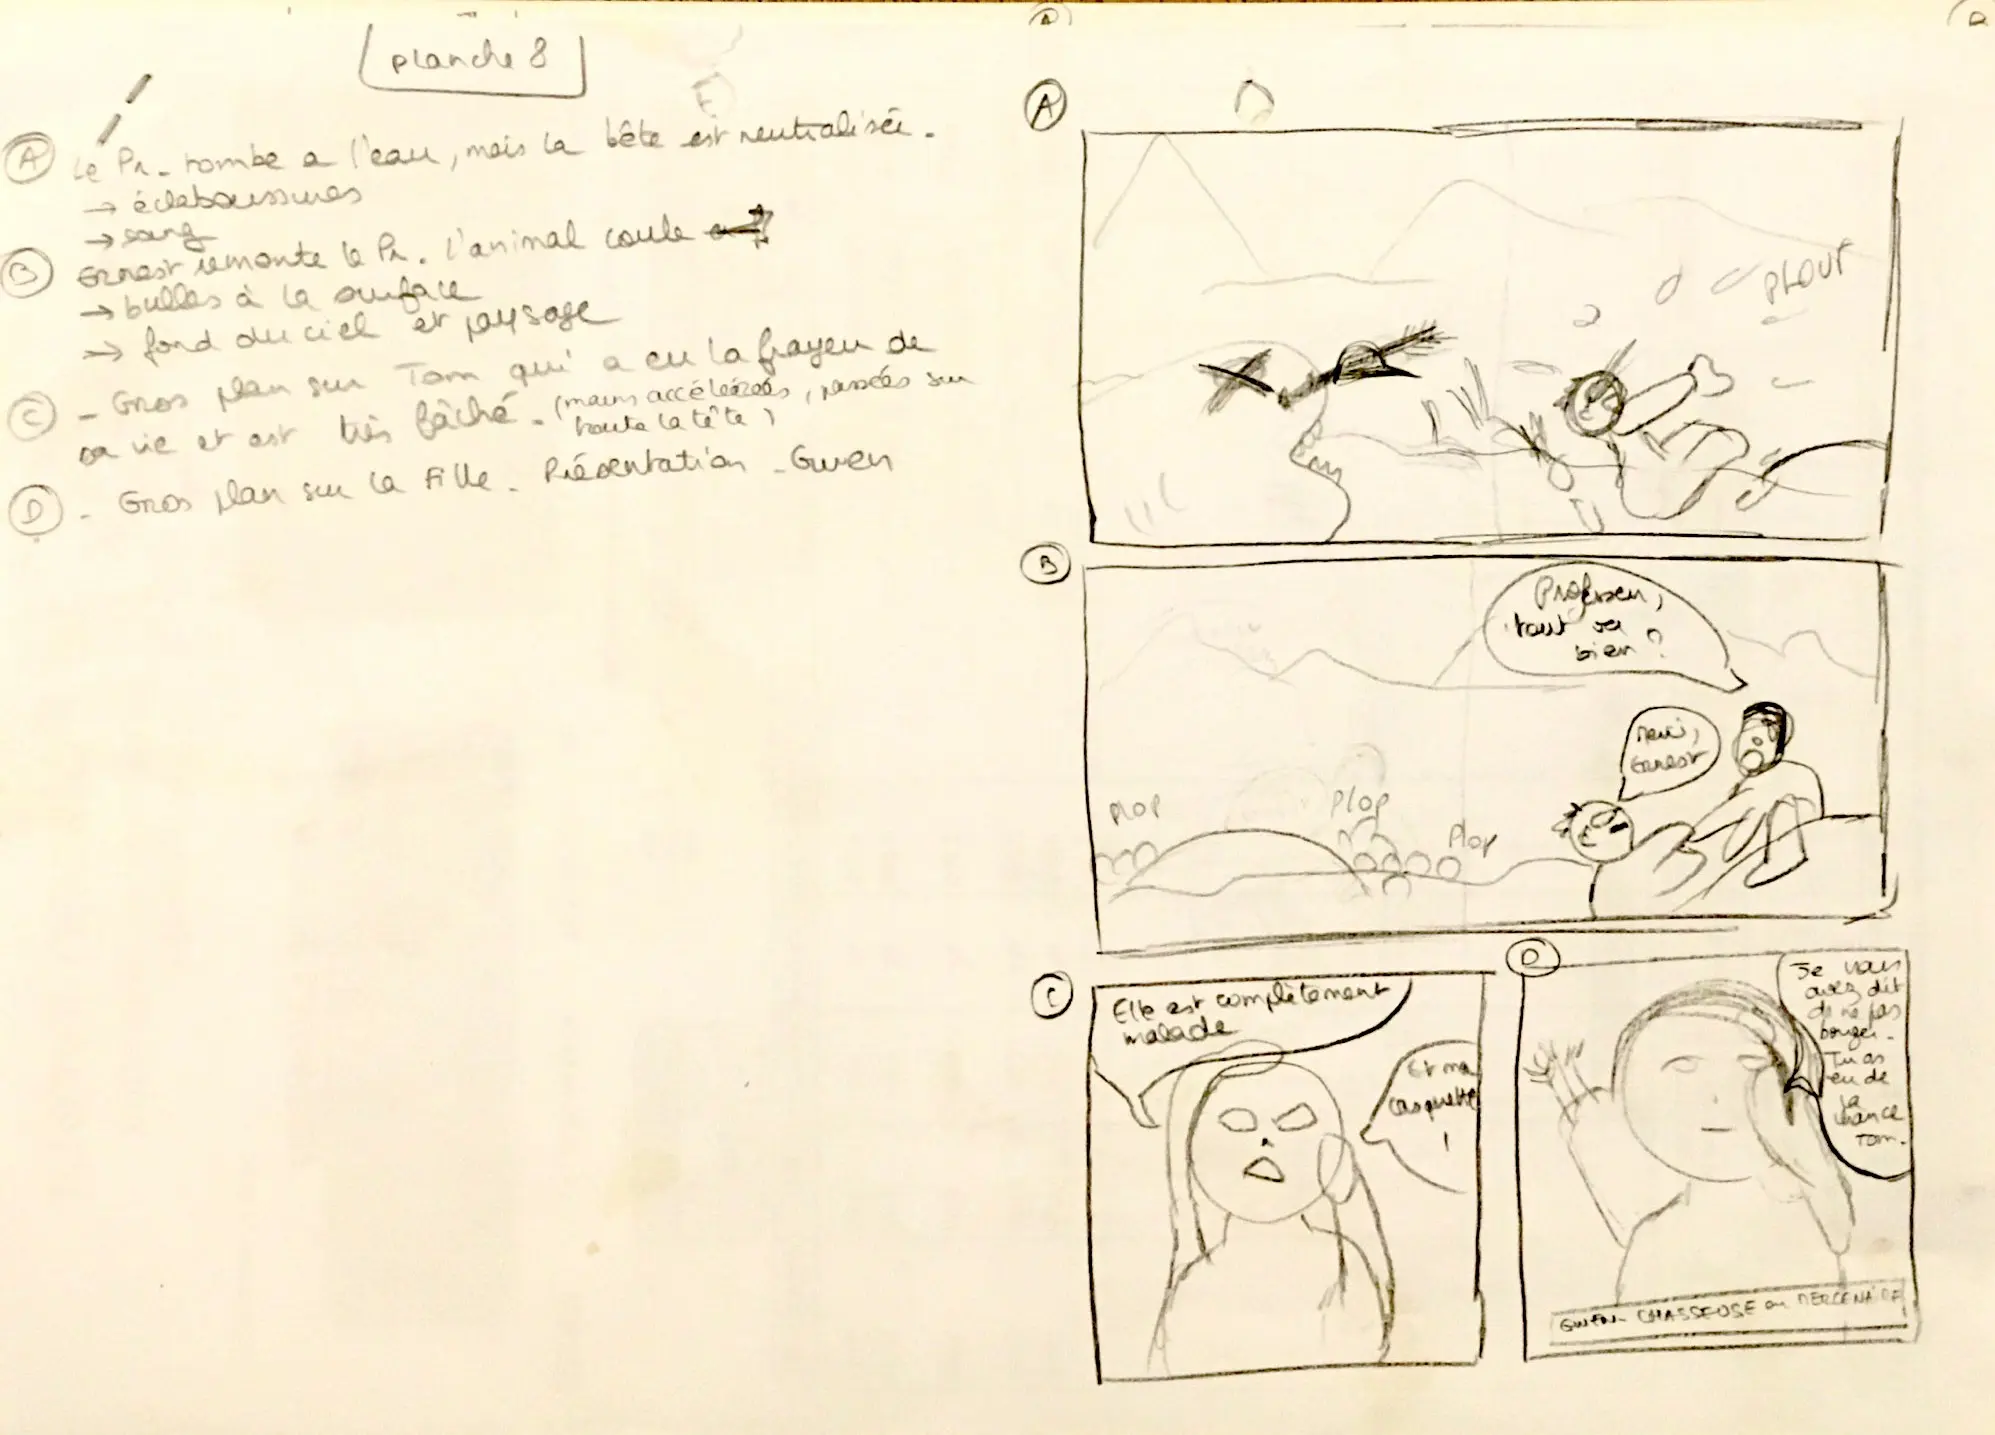 planche 8
A
Le Pr. tombe a l'eau, mais la bête est neutralisée.
→ éclaboussures
→ sang
B
Ernest remonte le Pr. l'animal coule
→ bulles à la surface
→ fond du ciel et paysage
C
- Gros plan sur Tom qui a eu la frayeur de
sa vie et est très fâché. (mains accélérées, passées sur
toute la tête)
D
- Gros plan sur la Fille. Présentation - Gwen
A
PLOUF
B
Professeur,
tout va
bien ?
Merci,
Ernest
Plop
Plop
Plop
C
Elle est complètement
malade
Et ma
casquette
!
D
Je vous
avez dit
de ne pas
bouger.
Tu as
eu de
la
chance
Tom.
GWEN - CHASSEUSE ou MERCENAIRE